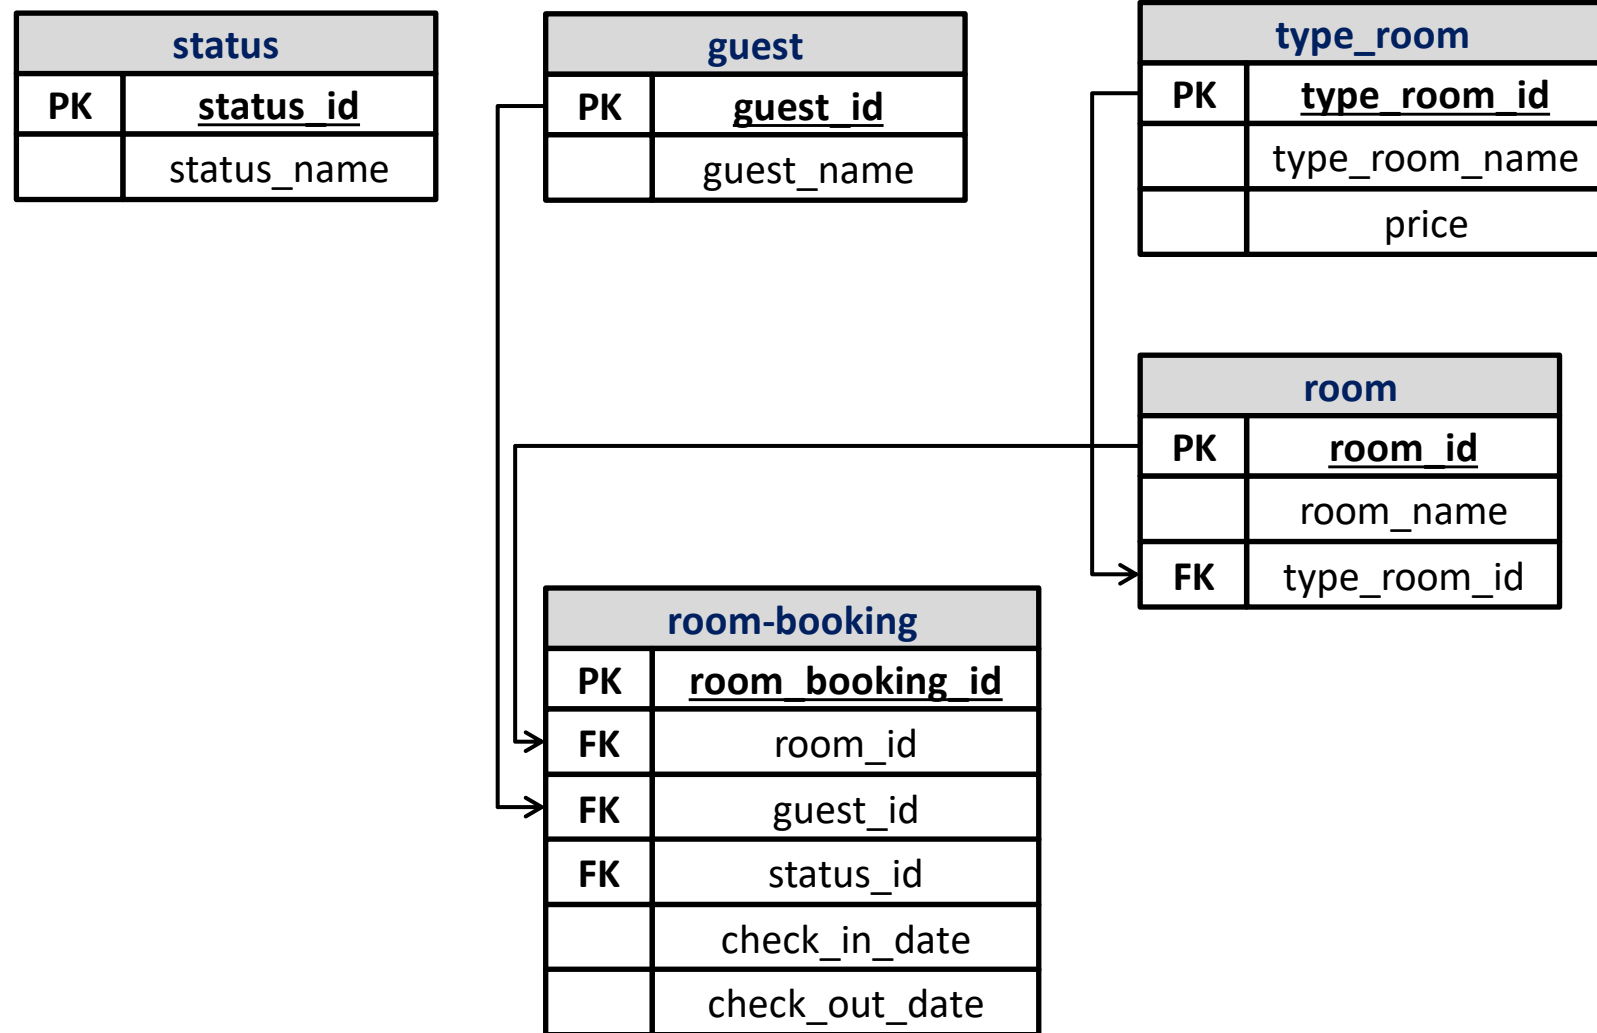 status
PK status_id
status_name
guest
PK guest_id
guest_name
type_room
PK type_room_id
type_room_name
price
room
PK room_id
room_name
FK type_room_id
room-booking
PK room_booking_id
FK room_id
FK guest_id
FK status_id
check_in_date
check_out_date